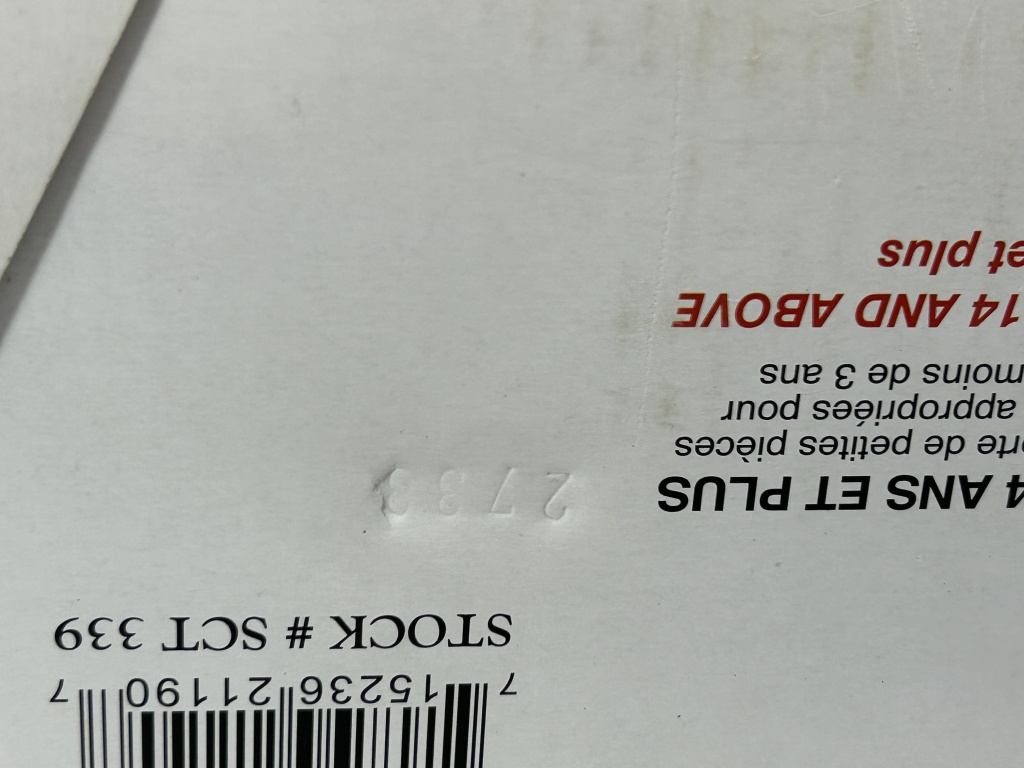 7 15236 21190 7
STOCK # SCT 339
4 ANS ET PLUS
de petites pièces
appropriées pour
moins de 3 ans
14 AND ABOVE
et plus